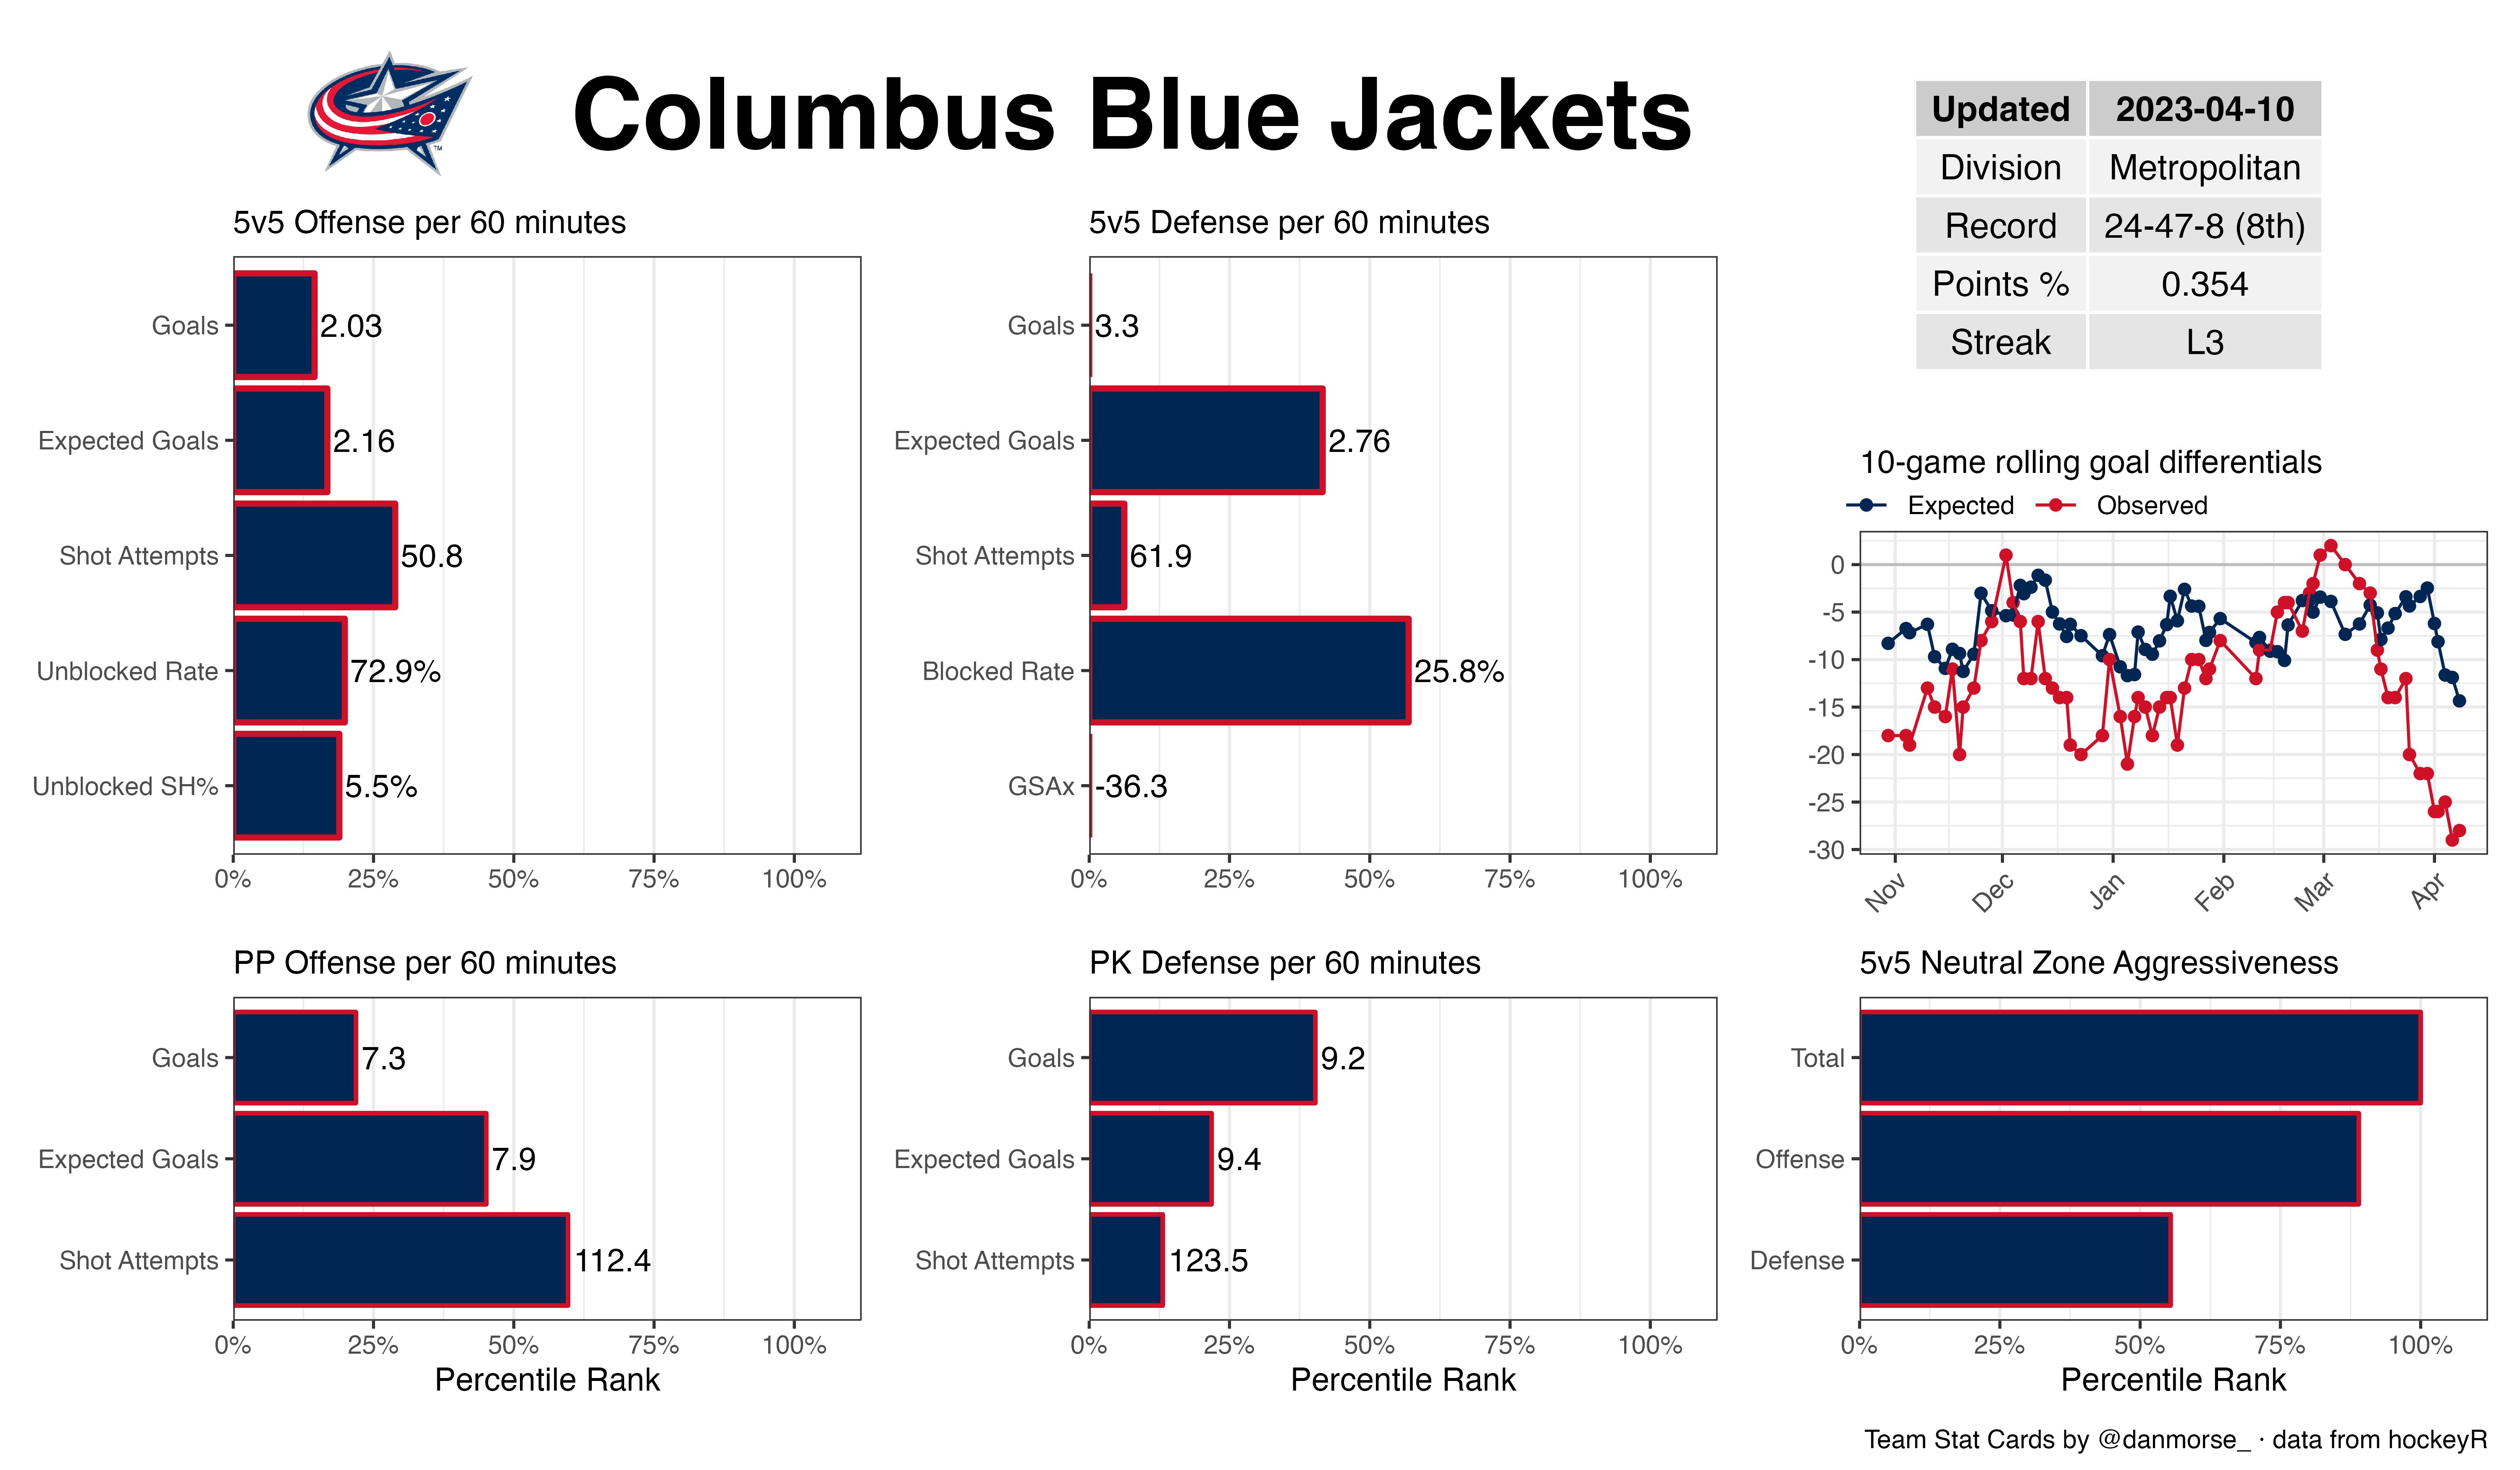 Columbus Blue Jackets
TM
Updated 2023-04-10
Division Metropolitan
Record 24-47-8 (8th)
Points % 0.354
Streak L3
5v5 Offense per 60 minutes
Goals 2.03
Expected Goals 2.16
Shot Attempts 50.8
Unblocked Rate 72.9%
Unblocked SH% 5.5%
0% 25% 50% 75% 100%
5v5 Defense per 60 minutes
Goals 3.3
Expected Goals 2.76
Shot Attempts 61.9
Blocked Rate 25.8%
GSAx -36.3
0% 25% 50% 75% 100%
10-game rolling goal differentials
Expected Observed
0
-5
-10
-15
-20
-25
-30
Nov Dec Jan Feb Mar Apr
PP Offense per 60 minutes
Goals 7.3
Expected Goals 7.9
Shot Attempts 112.4
0% 25% 50% 75% 100%
Percentile Rank
PK Defense per 60 minutes
Goals 9.2
Expected Goals 9.4
Shot Attempts 123.5
0% 25% 50% 75% 100%
Percentile Rank
5v5 Neutral Zone Aggressiveness
Total
Offense
Defense
0% 25% 50% 75% 100%
Percentile Rank
Team Stat Cards by @danmorse_ · data from hockeyR